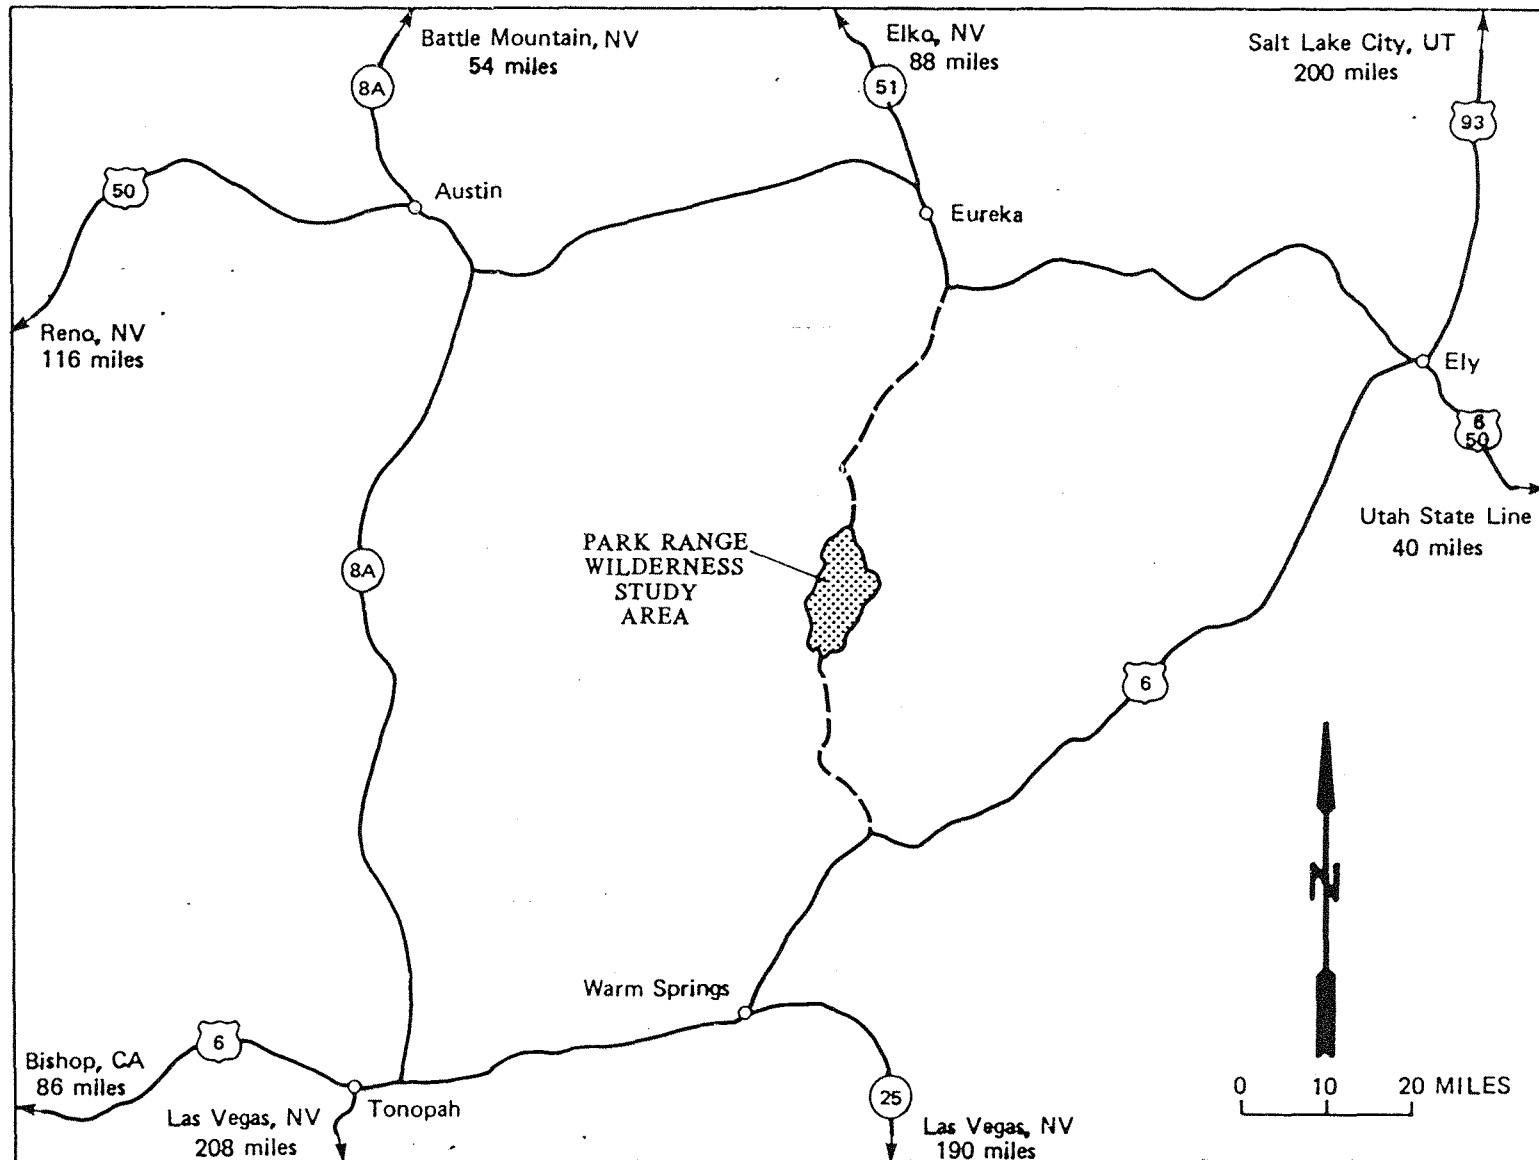 Battle Mountain, NV
54 miles
Elko, NV
88 miles
Salt Lake City, UT
200 miles
8A
51
93
50
Austin
Eureka
Reno, NV
116 miles
Ely
6
50
Utah State Line
40 miles
PARK RANGE
WILDERNESS
STUDY
AREA
8A
6
N
Warm Springs
6
Bishop, CA
86 miles
Tonopah
Las Vegas, NV
208 miles
25
Las Vegas, NV
190 miles
0 10 20 MILES